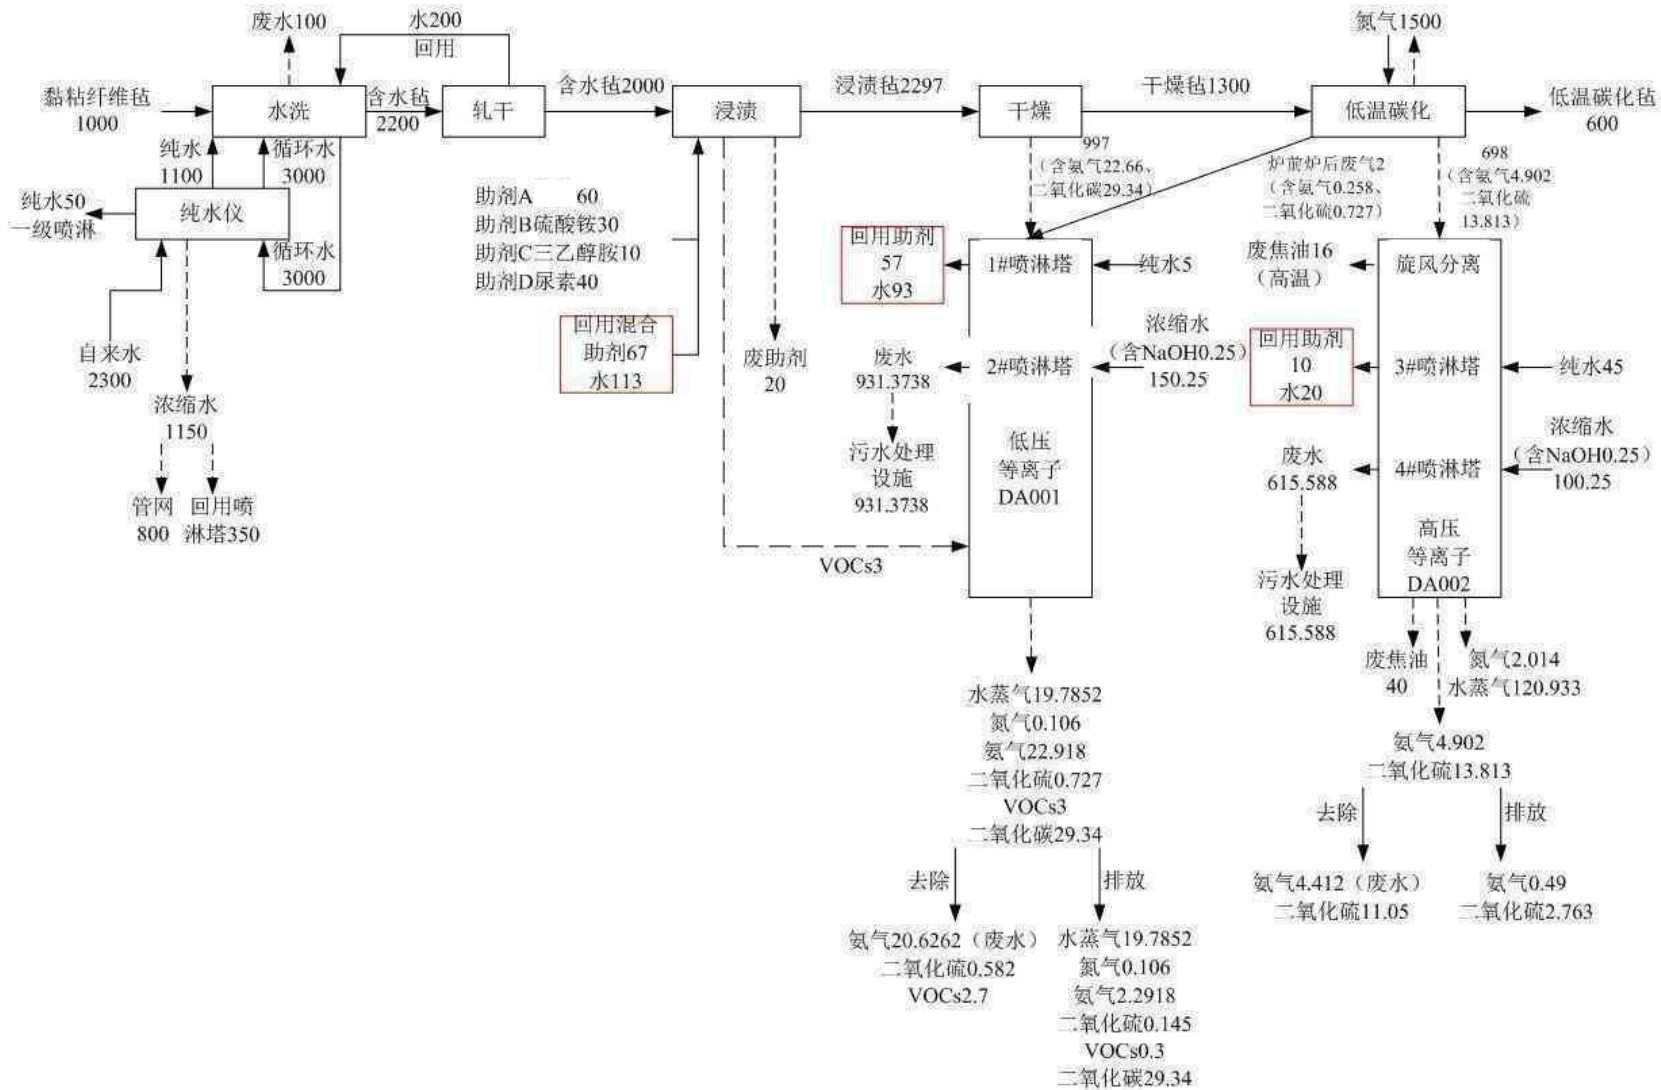 废水100
水200
回用
氮气1500
黏粘纤维毡
1000
水洗
含水毡
2200
轧干
含水毡2000
浸渍
浸渍毡2297
干燥
干燥毡1300
低温碳化
低温碳化毡
600
纯水
1100
循环水
3000
纯水50
一级喷淋
纯水仪
循环水
3000
自来水
2300
浓缩水
1150
管网
800
回用喷
淋塔350
助剂A 60
助剂B硫酸铵30
助剂C三乙醇胺10
助剂D尿素40
回用混合
助剂67
水113
废助剂
20
VOCs3
997
（含氨气22.66、
二氧化碳29.34）
炉前炉后废气2
（含氨气0.258、
二氧化硫0.727）
698
（含氨气4.902
二氧化硫
13.813）
回用助剂
57
水93
1#喷淋塔
纯水5
废水
931.3738
2#喷淋塔
浓缩水
（含NaOH0.25）
150.25
污水处理
设施
931.3738
低压
等离子
DA001
废焦油16
（高温）
旋风分离
回用助剂
10
水20
3#喷淋塔
纯水45
废水
615.588
4#喷淋塔
浓缩水
（含NaOH0.25）
100.25
污水处理
设施
615.588
高压
等离子
DA002
废焦油
40
氮气2.014
水蒸气120.933
氨气4.902
二氧化硫13.813
去除
排放
氨气4.412（废水）
二氧化硫11.05
氨气0.49
二氧化硫2.763
水蒸气19.7852
氮气0.106
氨气22.918
二氧化硫0.727
VOCs3
二氧化碳29.34
去除
排放
氨气20.6262（废水）
二氧化硫0.582
VOCs2.7
水蒸气19.7852
氮气0.106
氨气2.2918
二氧化硫0.145
VOCs0.3
二氧化碳29.34